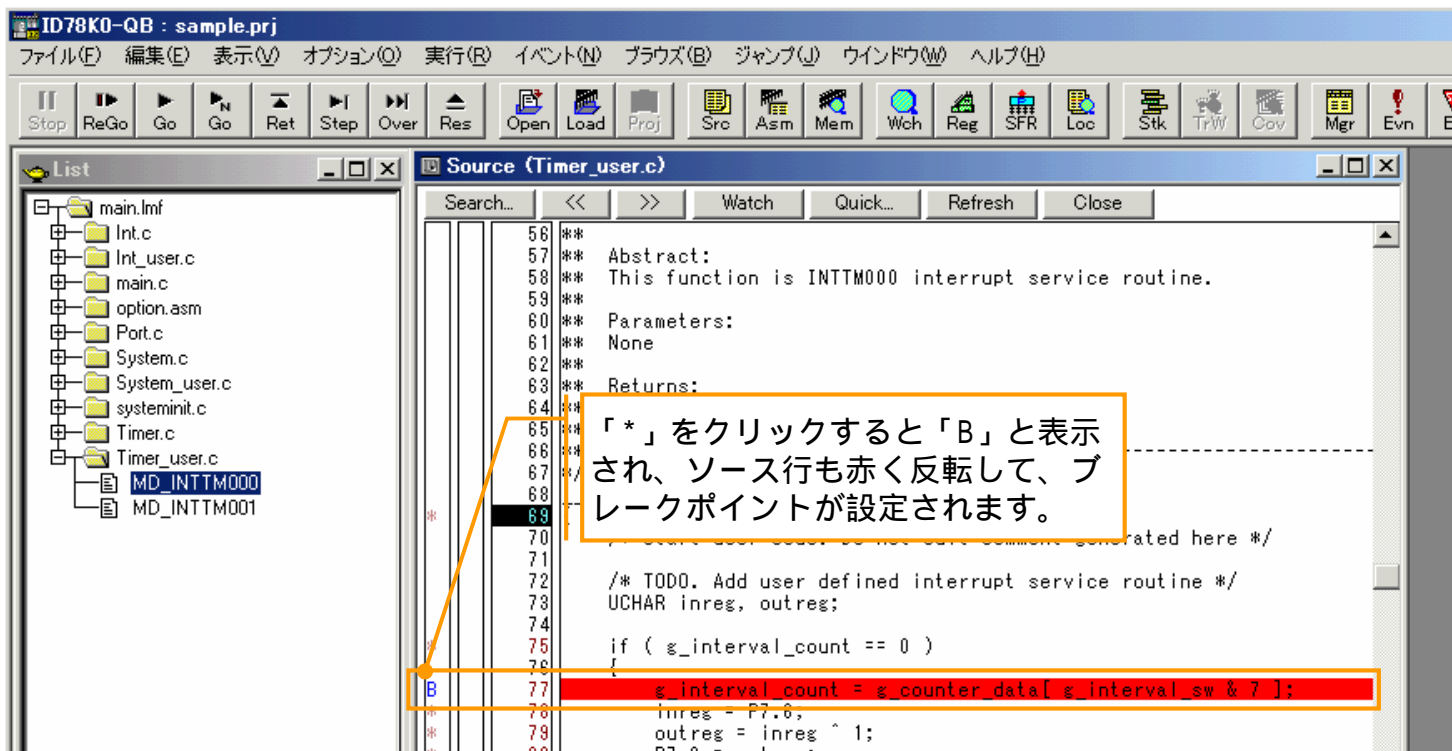 ID78K0-QB : sample.prj
ファイル(F) 編集(E) 表示(V) オプション(O) 実行(R) イベント(N) ブラウズ(B) ジャンプ(J) ウインドウ(W) ヘルプ(H)
Stop ReGo Go Go Ret Step Over Res Open Load Proj Src Asm Mem Wch Reg SFR Loc Stk TrW Cov Mgr Evn
List
main.lmf
Int.c
Int_user.c
main.c
option.asm
Port.c
System.c
System_user.c
systeminit.c
Timer.c
Timer_user.c
MD_INTTM000
MD_INTTM001
Source (Timer_user.c)
Search... << >> Watch Quick... Refresh Close
56 **
57 ** Abstract:
58 ** This function is INTTM000 interrupt service routine.
59 **
60 ** Parameters:
61 ** None
62 **
63 ** Returns:
64
65
66
67
68
「*」をクリックすると「B」と表示
され、ソース行も赤く反転して、ブ
レークポイントが設定されます。
* 69
70 generated here */
71
72 /* TODO. Add user defined interrupt service routine */
73 UCHAR inreg, outreg;
74
* 75 if ( g_interval_count == 0 )
76 {
B 77 g_interval_count = g_counter_data[ g_interval_sw & 7 ];
* 78 inreg = P7.6;
* 79 outreg = inreg ^ 1;